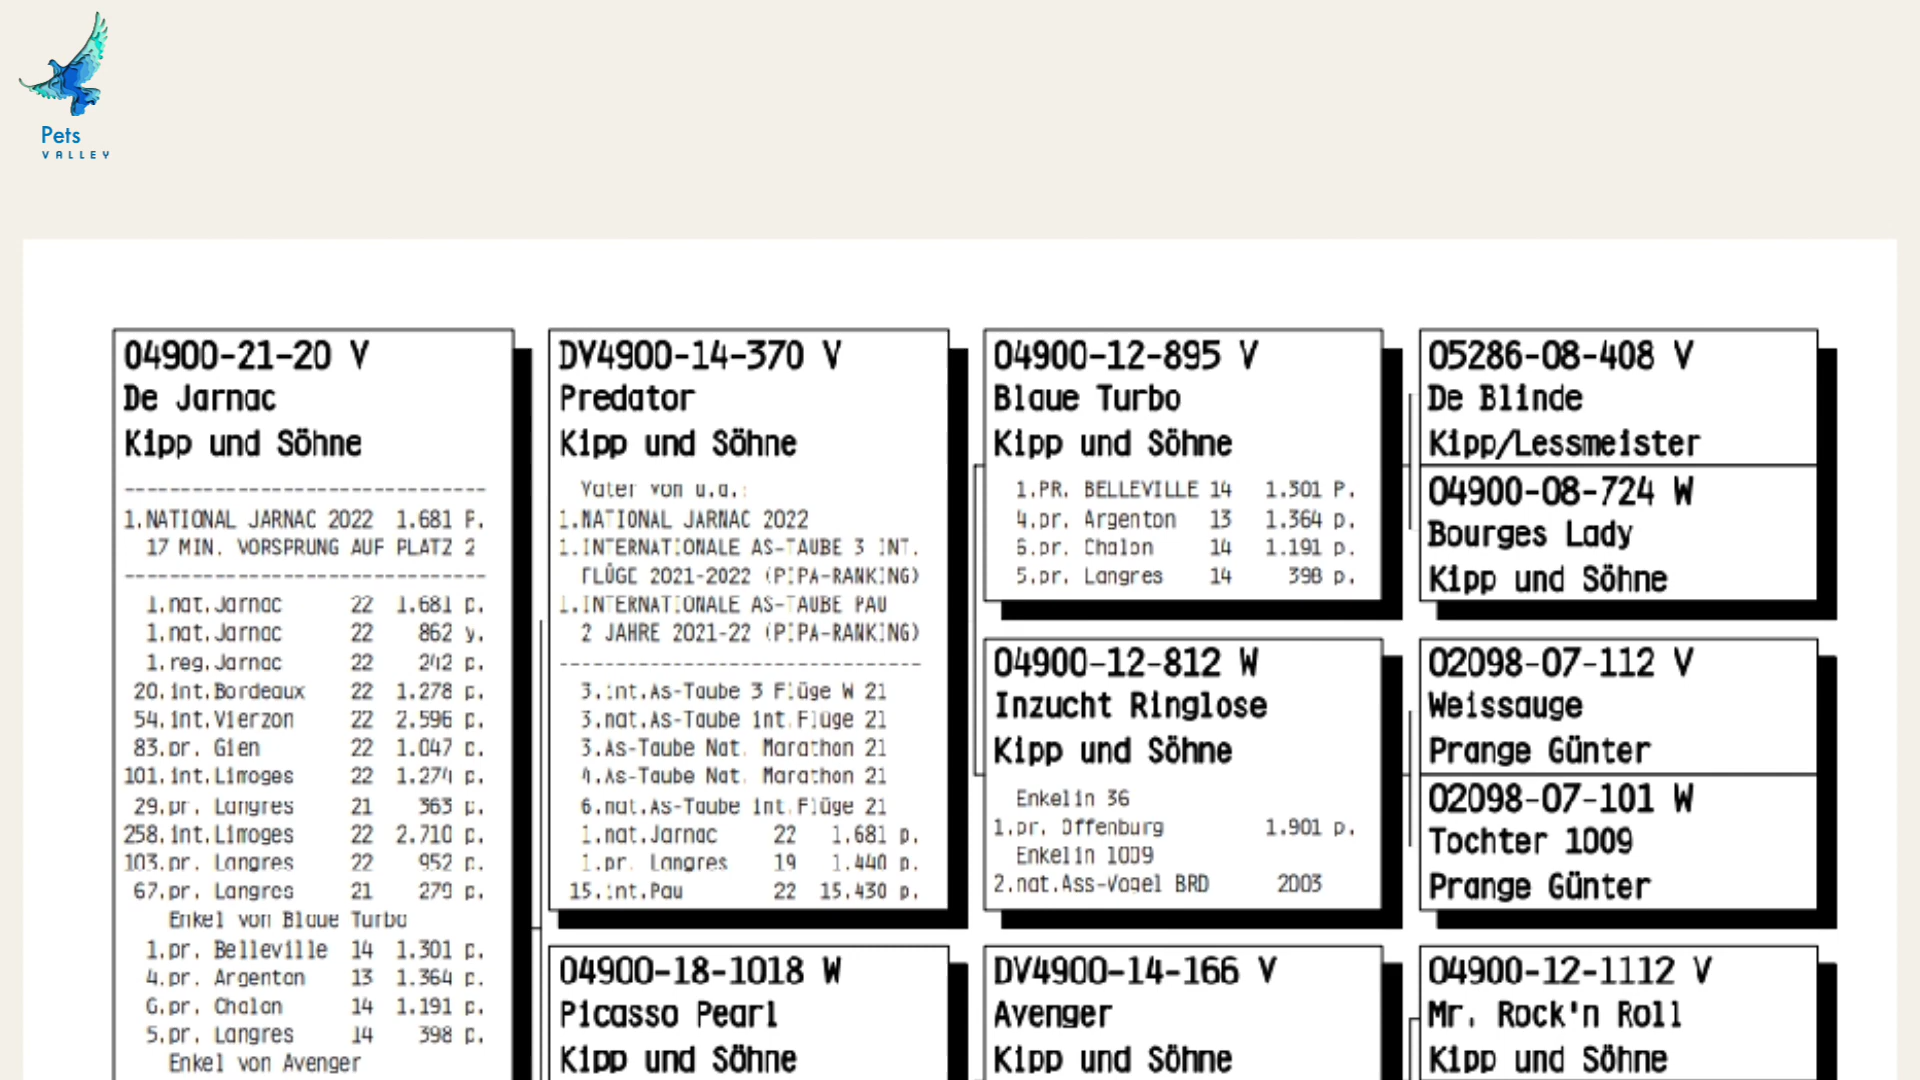 Pets
VALLEY
04900-21-20 V
De Jarnac
Kipp und Söhne
1.NATIONAL JARNAC 2022 1.681 P.
17 MIN. VORSPRUNG AUF PLATZ 2
1.nat.Jarnac 22 1.681 p.
1.nat.Jarnac 22 862 y.
1.reg.Jarnac 22 242 p.
20.int.Bordeaux 22 1.278 p.
54.int.Vierzon 22 2.596 p.
83.pr. Gien 22 1.047 p.
101.int.Limoges 22 1.274 p.
29.pr. Langres 21 363 p.
258.int.Limoges 22 2.710 p.
103.pr. Langres 22 952 p.
67.pr. Langres 21 279 p.
Enkel von Blaue Turbo
1.pr. Belleville 14 1.301 p.
4.pr. Argenton 13 1.364 p.
6.pr. Chalon 14 1.191 p.
5.pr. Langres 14 398 p.
Enkel von Avenger
DV4900-14-370 V
Predator
Kipp und Söhne
Vater von u.a.:
1.NATIONAL JARNAC 2022
1.INTERNATIONALE AS-TAUBE 3 INT.
FLÜGE 2021-2022 (PIPA-RANKING)
1.INTERNATIONALE AS-TAUBE PAU
2 JAHRE 2021-22 (PIPA-RANKING)
3.int.As-Taube 3 Flüge W 21
3.nat.As-Taube int.Flüge 21
3.As-Taube Nat. Marathon 21
4.As-Taube Nat. Marathon 21
6.nat.As-Taube int.Flüge 21
1.nat.Jarnac 22 1.681 p.
1.pr. Langres 19 1.440 p.
15.int.Pau 22 15.430 p.
04900-18-1018 W
Picasso Pearl
Kipp und Söhne
04900-12-895 V
Blaue Turbo
Kipp und Söhne
1.PR. BELLEVILLE 14 1.301 P.
4.pr. Argenton 13 1.364 p.
6.pr. Chalon 14 1.191 p.
5.pr. Langres 14 398 p.
04900-12-812 W
Inzucht Ringlose
Kipp und Söhne
Enkelin 36
1.pr. Offenburg 1.901 p.
Enkelin 1009
2.nat.Ass-Vogel BRD 2003
DV4900-14-166 V
Avenger
Kipp und Söhne
05286-08-408 V
De Blinde
Kipp/Lessmeister
04900-08-724 W
Bourges Lady
Kipp und Söhne
02098-07-112 V
Weissauge
Prange Günter
02098-07-101 W
Tochter 1009
Prange Günter
04900-12-1112 V
Mr. Rock'n Roll
Kipp und Söhne